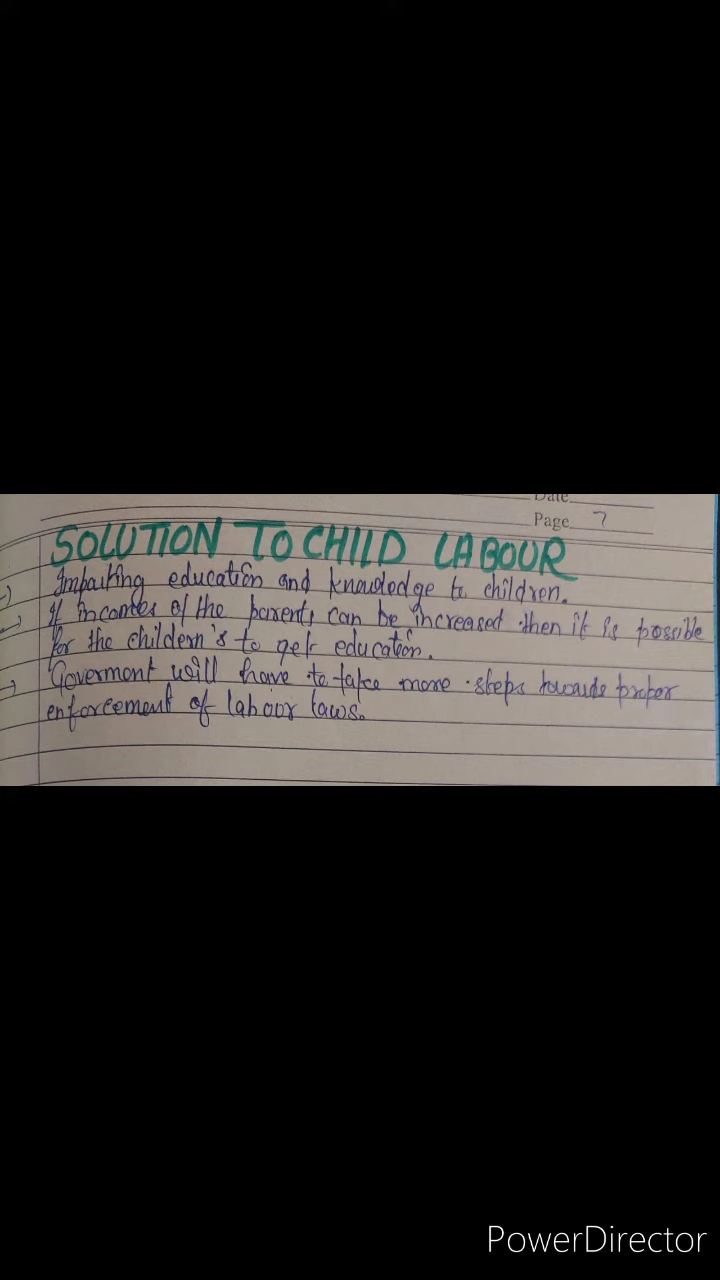 Date
Page 7
SOLUTION TO CHILD LABOUR
→ Imparting education and knowledge to children.
→ If incomes of the parents can be increased then it is possible
for the childern's to get education.
→ Goverment will have to take more steps towards proper
enforcement of labour laws.
PowerDirector